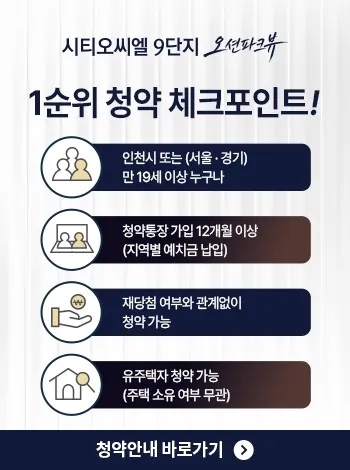 시티오씨엘 9단지 오션파크뷰
1순위 청약 체크포인트!
인천시 또는 (서울 · 경기)
만 19세 이상 누구나
청약통장 가입 12개월 이상
(지역별 예치금 납입)
재당첨 여부와 관계없이
청약 가능
유주택자 청약 가능
(주택 소유 여부 무관)
청약안내 바로가기